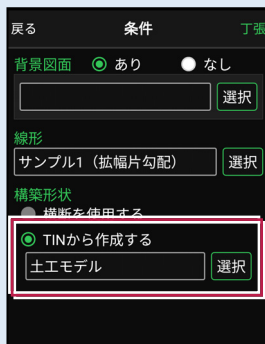 戻る 条件 丁張
背景図面 あり なし
選択
線形
サンプル1（拡幅片勾配） 選択
構築形状
横断を使用する
TINから作成する
土工モデル 選択